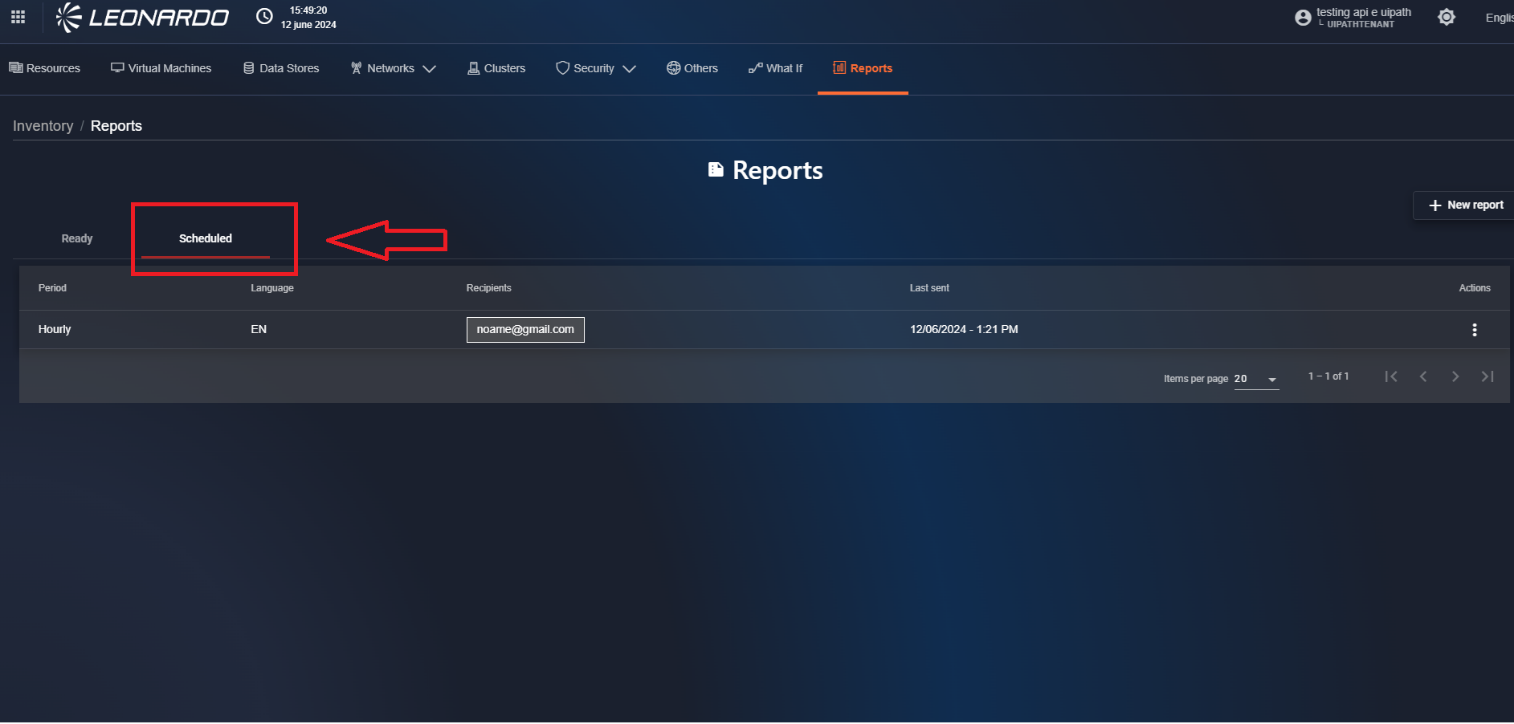 LEONARDO
15:49:20
12 june 2024
testing api e uipath
UIPATHTENANT
Englis
Resources Virtual Machines Data Stores Networks Clusters Security Others What If Reports
Inventory / Reports
Reports
+ New report
Ready Scheduled
Period Language Recipients Last sent Actions
Hourly EN noame@gmail.com 12/06/2024 - 1:21 PM
Items per page 20 1 – 1 of 1